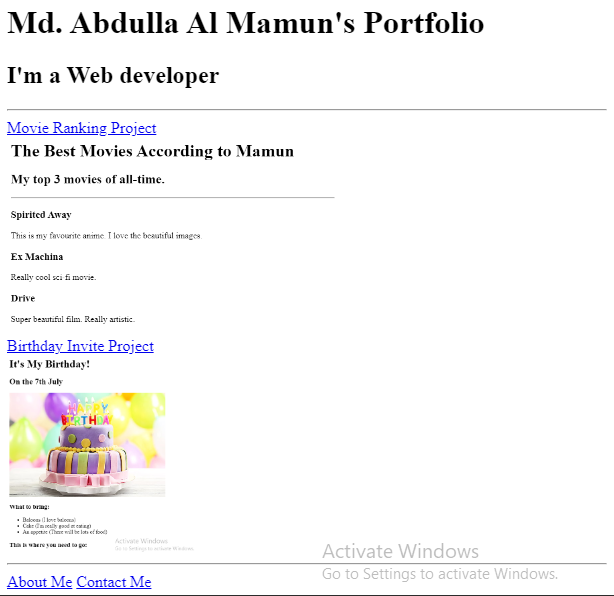 Md. Abdulla Al Mamun's Portfolio
I'm a Web developer
Movie Ranking Project
The Best Movies According to Mamun
My top 3 movies of all-time.
Spirited Away
This is my favourite anime. I love the beautiful images.
Ex Machina
Really cool sci-fi movie.
Drive
Super beautiful film. Really artistic.
Birthday Invite Project
It's My Birthday!
On the 7th July
HAPPY
BIRTHDAY
What to bring:
Baloons (I love baloons)
Cake (I'm really good at eating)
An appetite (There will be lots of food)
This is where you need to go:
Activate Windows
Go to Settings to activate Windows.
Activate Windows
Go to Settings to activate Windows.
About Me Contact Me